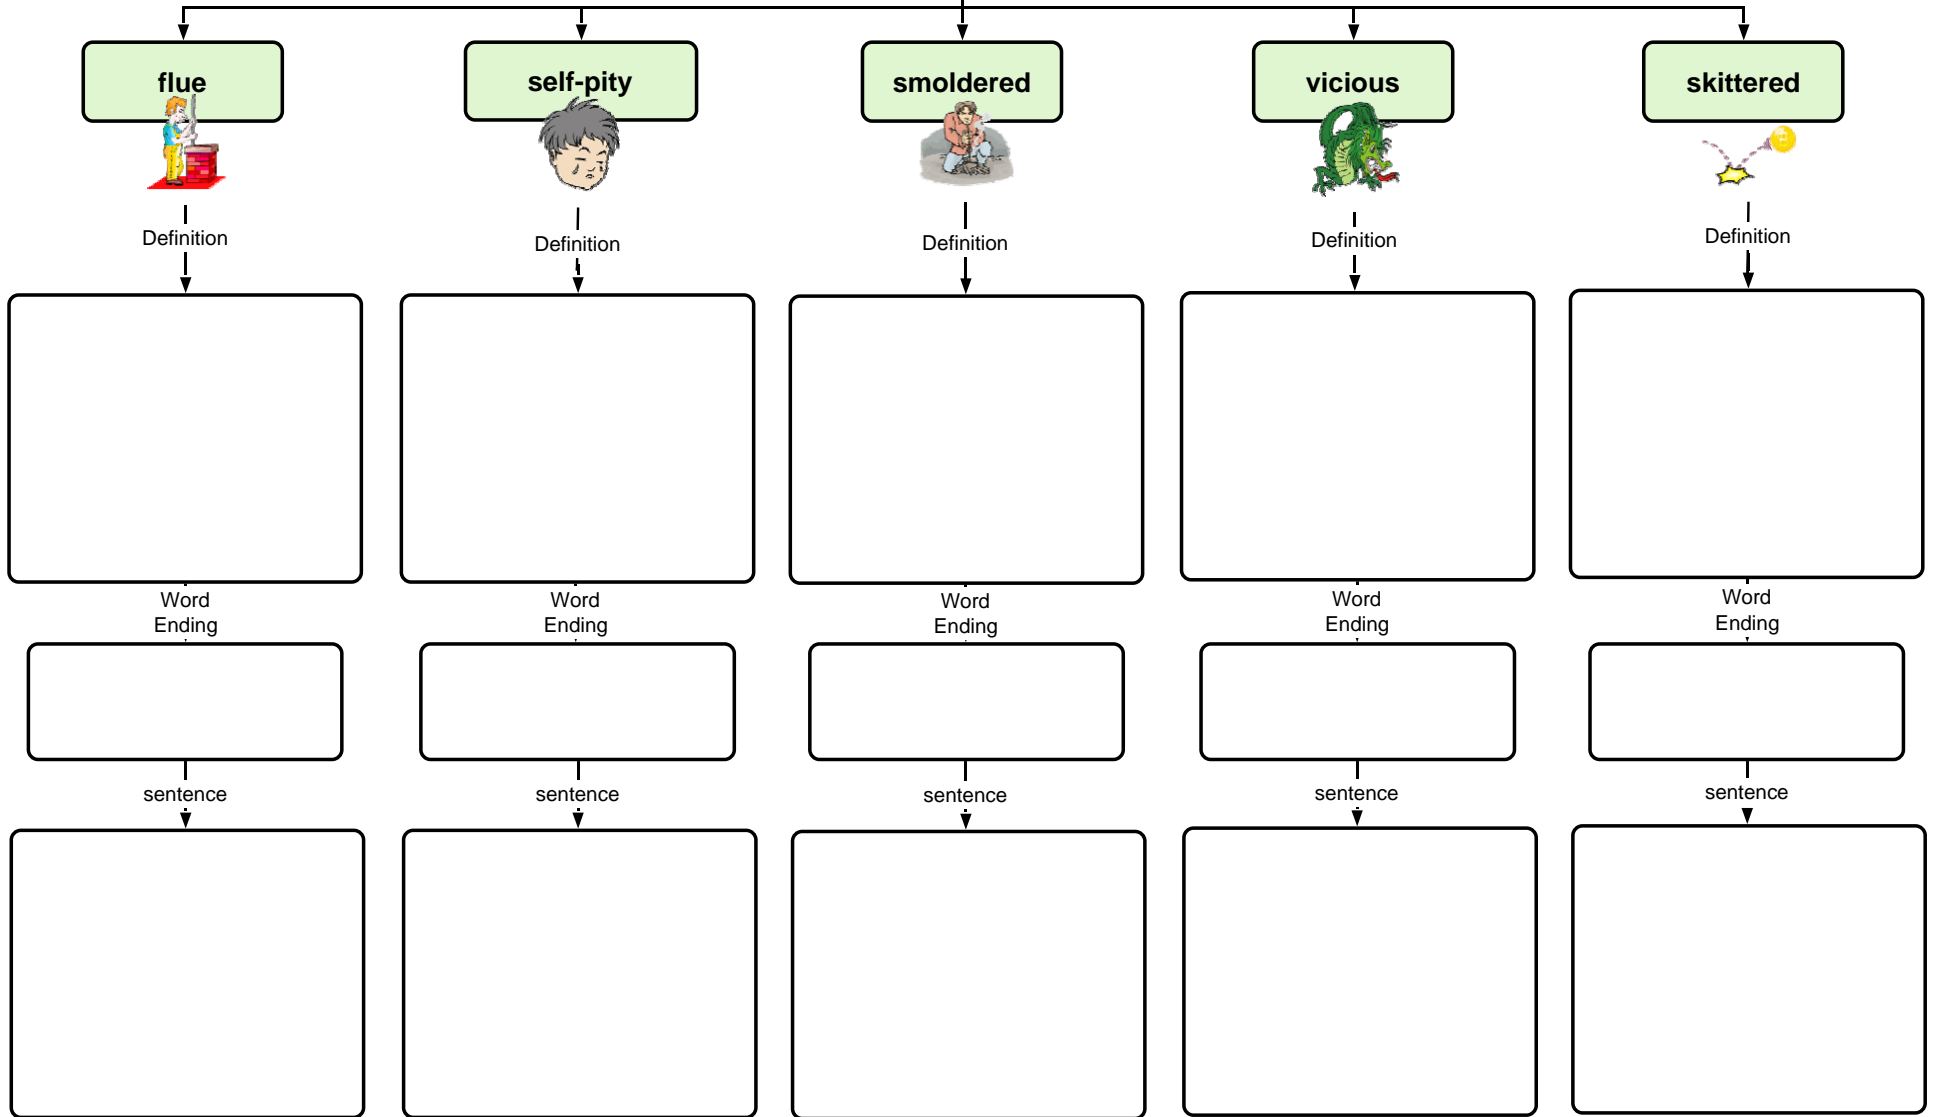 flue
self-pity
smoldered
vicious
skittered
Definition
Definition
Definition
Definition
Definition
Word
Ending
Word
Ending
Word
Ending
Word
Ending
Word
Ending
sentence
sentence
sentence
sentence
sentence